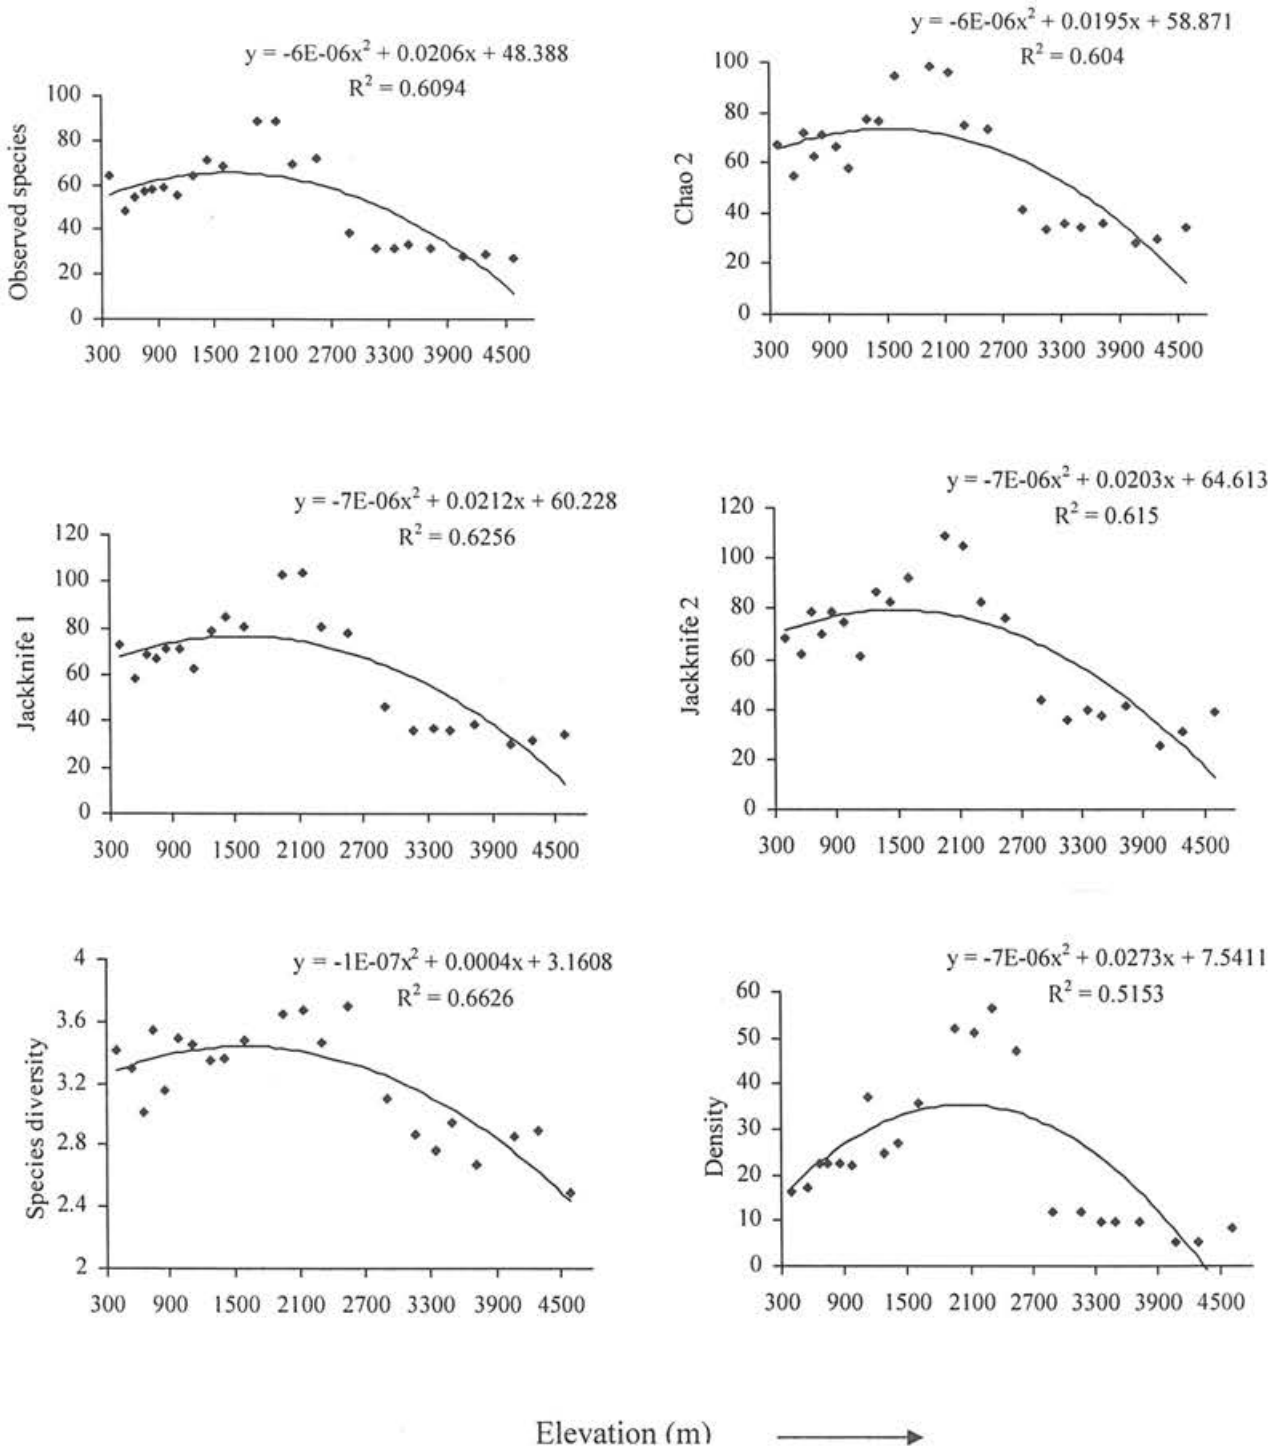 y = -6E-06x² + 0.0206x + 48.388
R² = 0.6094
Observed species
100
80
60
40
20
0
300 900 1500 2100 2700 3300 3900 4500
y = -6E-06x² + 0.0195x + 58.871
R² = 0.604
Chao 2
100
80
60
40
20
0
300 900 1500 2100 2700 3300 3900 4500
y = -7E-06x² + 0.0212x + 60.228
R² = 0.6256
Jackknife 1
120
100
80
60
40
20
0
300 900 1500 2100 2700 3300 3900 4500
y = -7E-06x² + 0.0203x + 64.613
R² = 0.615
Jackknife 2
120
100
80
60
40
20
0
300 900 1500 2100 2700 3300 3900 4500
y = -1E-07x² + 0.0004x + 3.1608
R² = 0.6626
Species diversity
4
3.6
3.2
2.8
2.4
2
300 900 1500 2100 2700 3300 3900 4500
y = -7E-06x² + 0.0273x + 7.5411
R² = 0.5153
Density
60
50
40
30
20
10
0
300 900 1500 2100 2700 3300 3900 4500
Elevation (m)